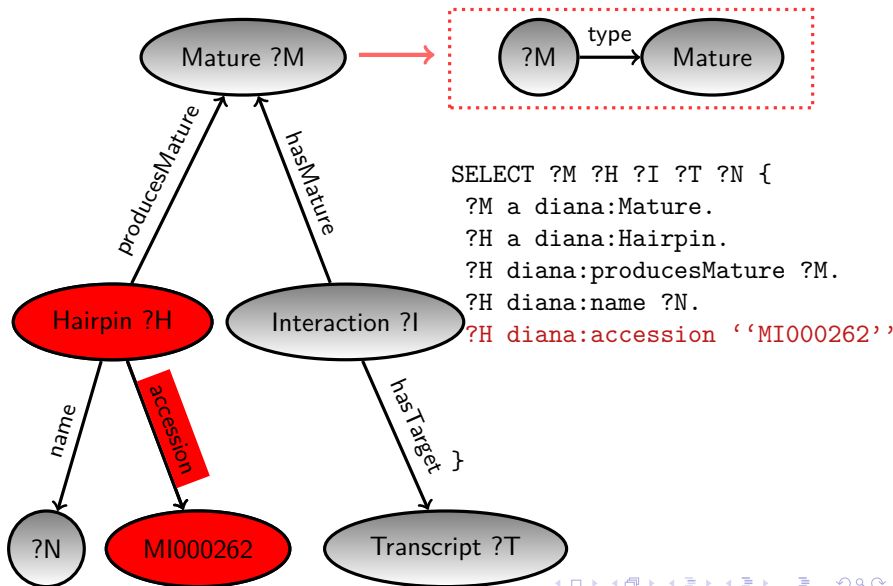 Mature ?M
?M
type
Mature
producesMature
hasMature
SELECT ?M ?H ?I ?T ?N {
?M a diana:Mature.
?H a diana:Hairpin.
?H diana:producesMature ?M.
?H diana:name ?N.
?H diana:accession ‘‘MI000262’’
}
Hairpin ?H
Interaction ?I
name
accession
hasTarget
?N
MI000262
Transcript ?T